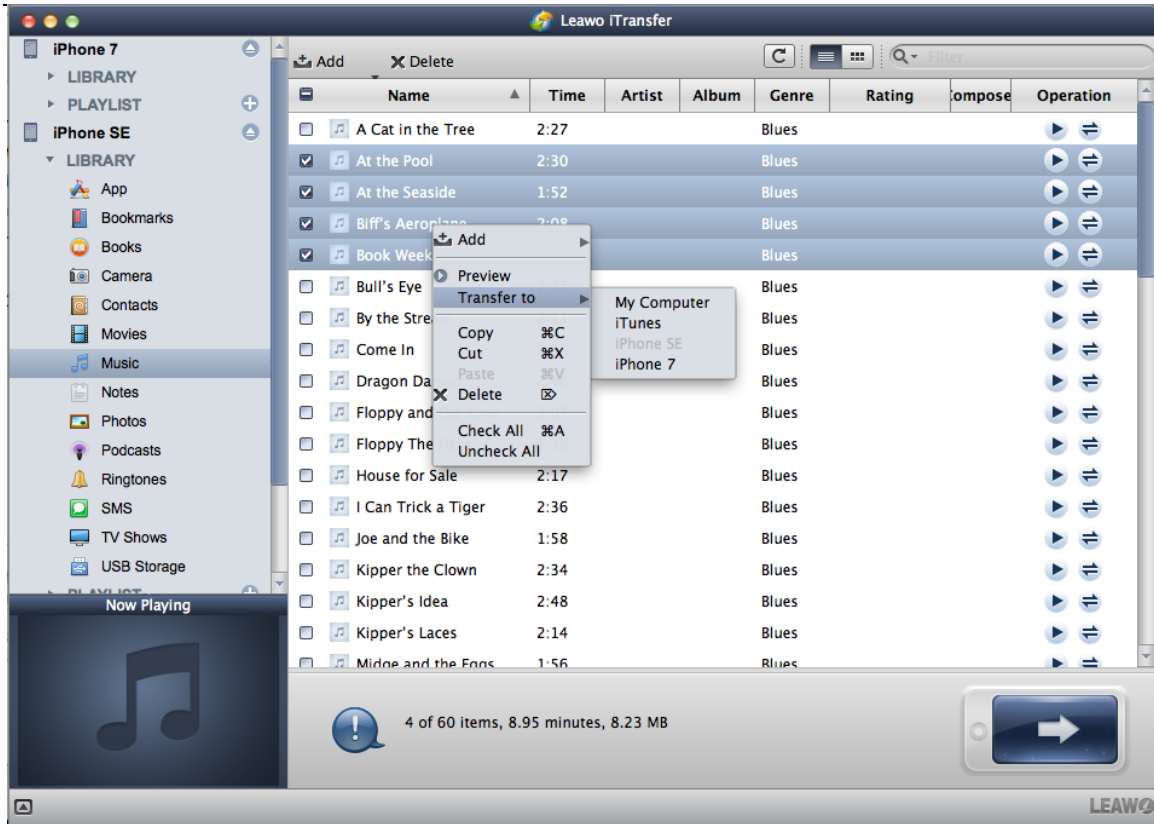 Leawo iTransfer
iPhone 7
LIBRARY
PLAYLIST
iPhone SE
LIBRARY
App
Bookmarks
Books
Camera
Contacts
Movies
Music
Notes
Photos
Podcasts
Ringtones
SMS
TV Shows
USB Storage
PLAYLIST
Now Playing
Add Delete
Filter
Name Time Artist Album Genre Rating Compose Operation
A Cat in the Tree 2:27 Blues
At the Pool 2:30 Blues
At the Seaside 1:52 Blues
Biff's Aeroplane 2:08 Blues
Book Week Blues
Bull's Eye Blues
By the Stre Blues
Come In Blues
Dragon Da Blues
Floppy and Blues
Floppy The Blues
House for Sale 2:17 Blues
I Can Trick a Tiger 2:36 Blues
Joe and the Bike 1:58 Blues
Kipper the Clown 2:34 Blues
Kipper's Idea 2:48 Blues
Kipper's Laces 2:14 Blues
Midge and the Eggs 1:56 Blues
Add
Preview
Transfer to
Copy ⌘C
Cut ⌘X
Paste ⌘V
Delete ⌦
Check All ⌘A
Uncheck All
My Computer
iTunes
iPhone SE
iPhone 7
4 of 60 items, 8.95 minutes, 8.23 MB
LEAWO